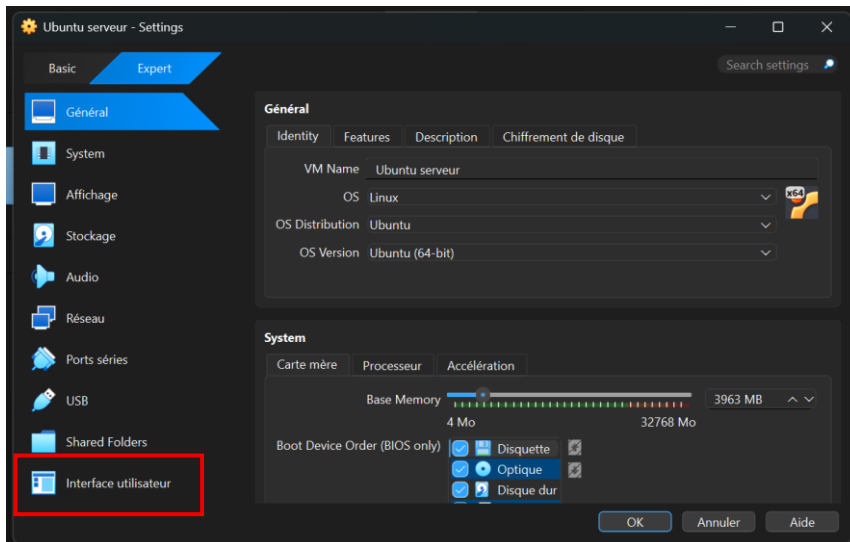 Ubuntu serveur - Settings
Basic
Expert
Search settings
Général
System
Affichage
Stockage
Audio
Réseau
Ports séries
USB
Shared Folders
Interface utilisateur
Général
Identity Features Description Chiffrement de disque
VM Name Ubuntu serveur
OS Linux
x64
OS Distribution Ubuntu
OS Version Ubuntu (64-bit)
System
Carte mère Processeur Accélération
Base Memory 3963 MB
4 Mo 32768 Mo
Boot Device Order (BIOS only) Disquette
Optique
Disque dur
OK Annuler Aide